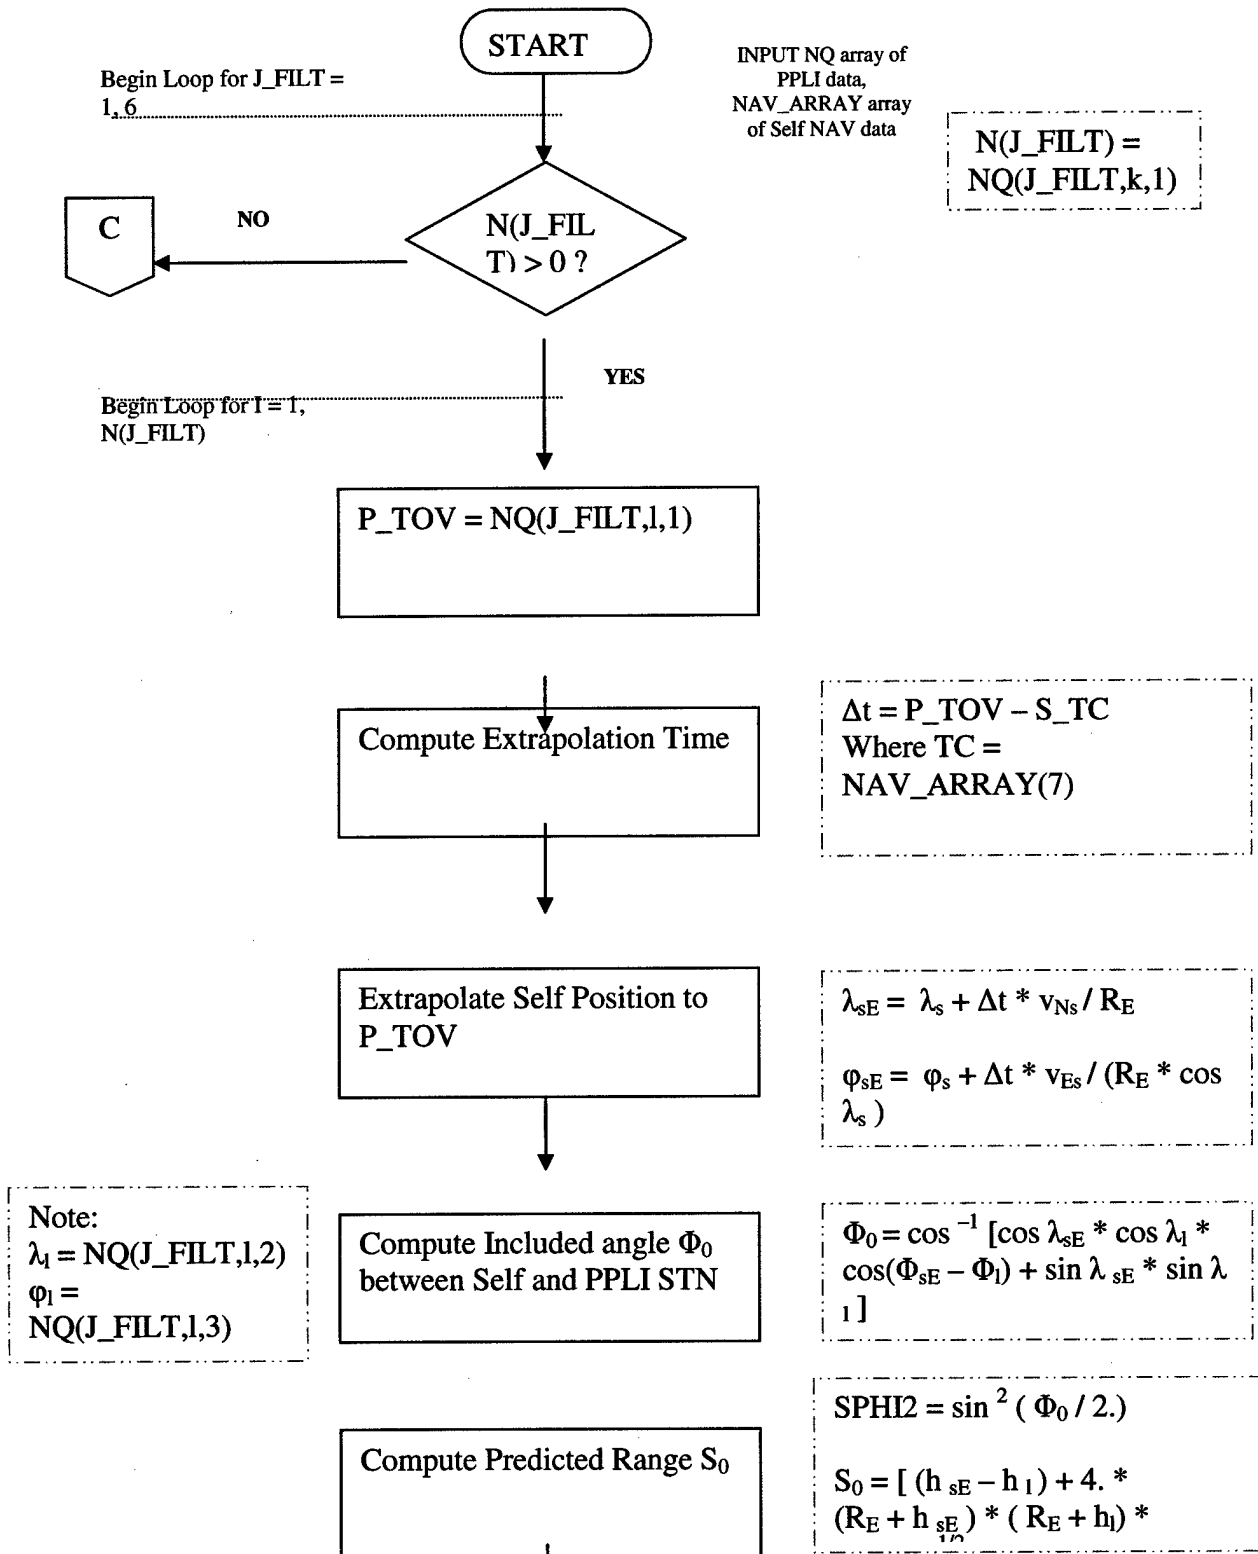 START
Begin Loop for J_FILT =
1, 6
INPUT NQ array of
PPLI data,
NAV_ARRAY array
of Self NAV data
N(J_FILT) =
NQ(J_FILT,k,1)
C
NO
N(J_FIL
T) > 0 ?
YES
Begin Loop for I = 1,
N(J_FILT)
P_TOV = NQ(J_FILT,l,1)
Compute Extrapolation Time
Δt = P_TOV – S_TC
Where TC =
NAV_ARRAY(7)
Extrapolate Self Position to
P_TOV
λsE = λs + Δt * vNs / RE
φsE = φs + Δt * vEs / (RE * cos
λs )
Note:
λl = NQ(J_FILT,l,2)
φl =
NQ(J_FILT,l,3)
Compute Included angle Φ0
between Self and PPLI STN
Φ0 = cos -1 [cos λsE * cos λl *
cos(ΦsE – Φl) + sin λ sE * sin λ
l ]
Compute Predicted Range S0
SPHI2 = sin 2 ( Φ0 / 2.)
S0 = [ (h sE – h l) + 4. *
(RE + h sE ) * ( RE + hl) *